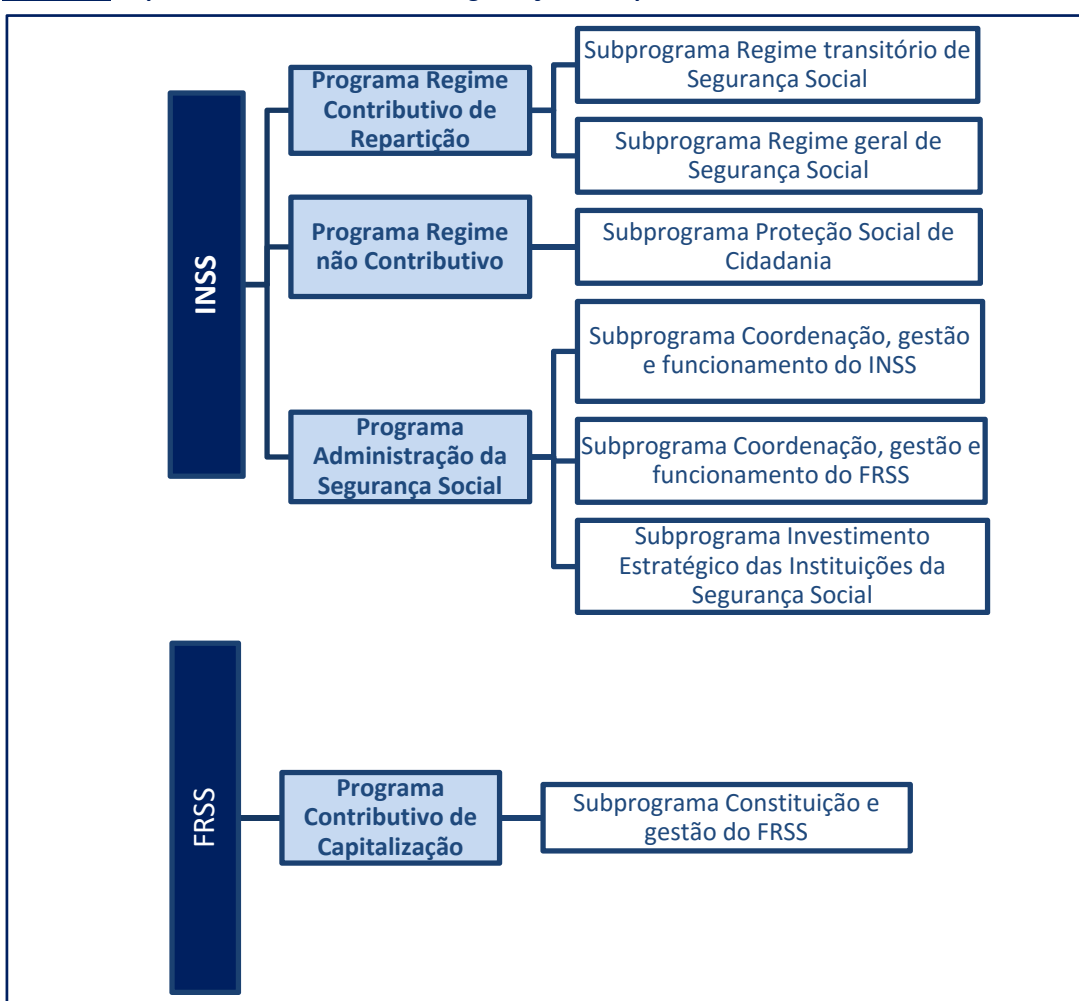 INSS
Programa Regime
Contributivo de
Repartição
Subprograma Regime transitório de
Segurança Social
Subprograma Regime geral de
Segurança Social
Programa Regime
não Contributivo
Subprograma Proteção Social de
Cidadania
Programa
Administração da
Segurança Social
Subprograma Coordenação, gestão
e funcionamento do INSS
Subprograma Coordenação, gestão e
funcionamento do FRSS
Subprograma Investimento
Estratégico das Instituições da
Segurança Social
FRSS
Programa
Contributivo de
Capitalização
Subprograma Constituição e
gestão do FRSS